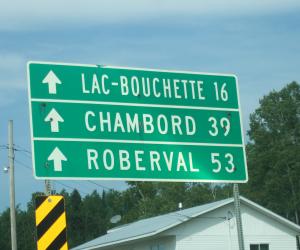 ↑ LAC-BOUCHETTE 16
↑ CHAMBORD 39
↑ ROBERVAL 53